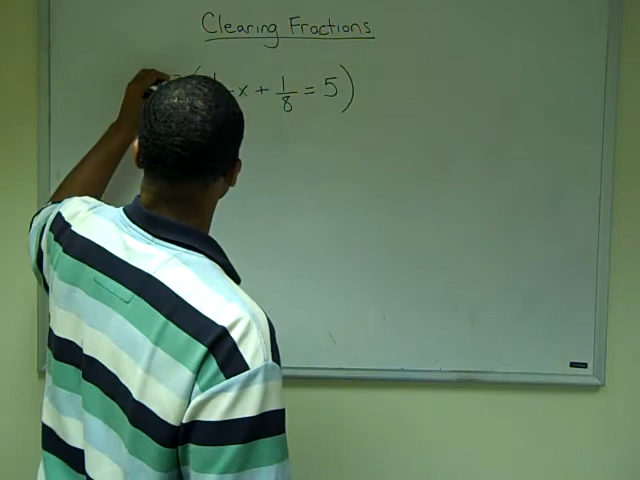 Clearing Fractions
x + 1/8 = 5)